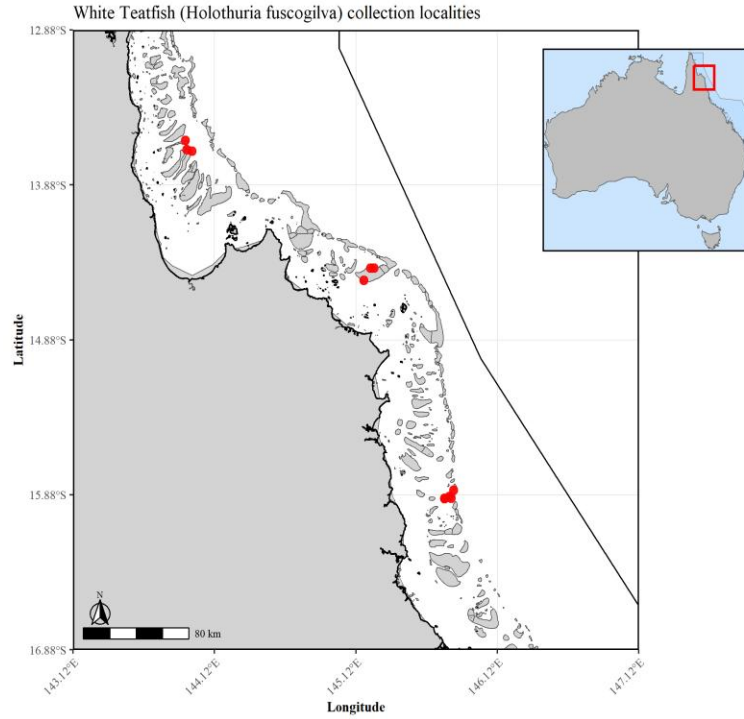 White Teatfish (Holothuria fuscogilva) collection localities
12.88°S
13.88°S
14.88°S
15.88°S
16.88°S
Latitude
N
80 km
143.12°E
144.12°E
145.12°E
146.12°E
147.12°E
Longitude